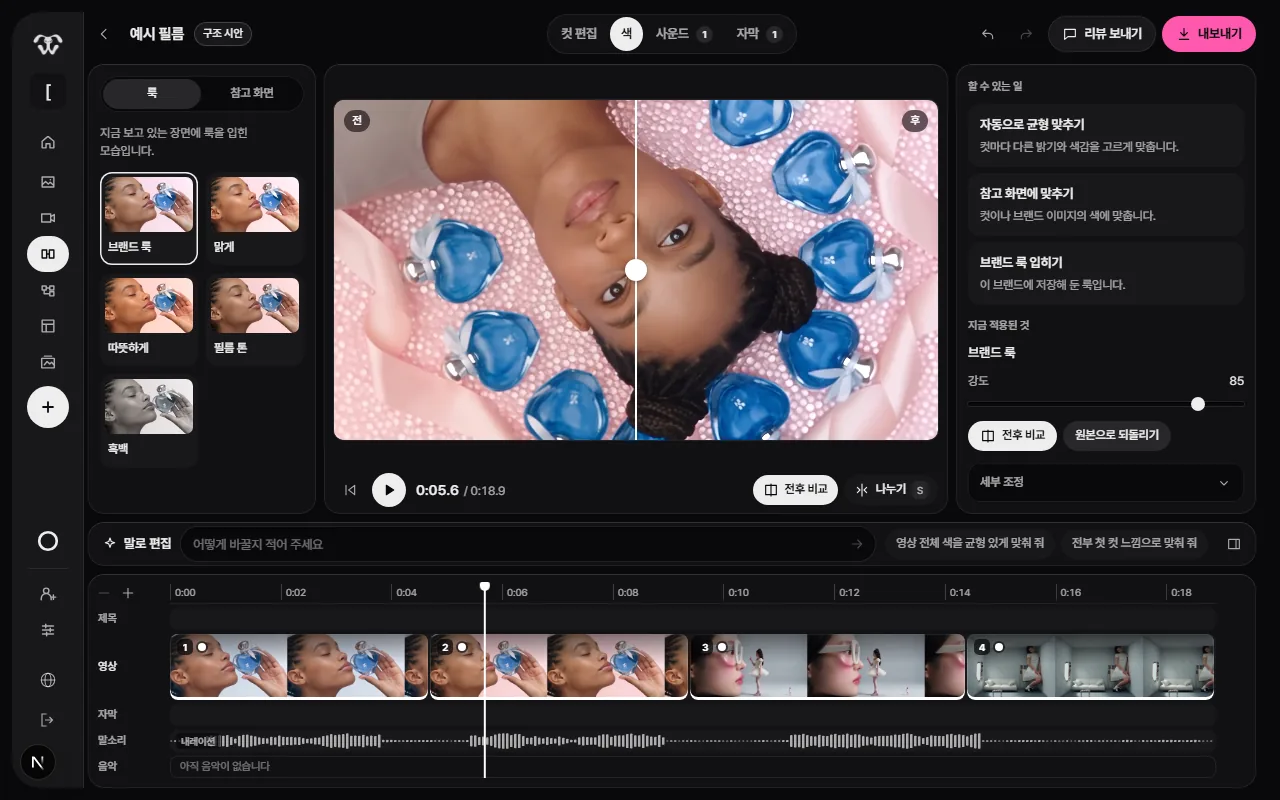 예시 필름
구조 시안
컷 편집
색
사운드 1
자막 1
리뷰 보내기
내보내기
[
룩
참고 화면
지금 보고 있는 장면에 룩을 입힌
모습입니다.
브랜드 룩
맑게
따뜻하게
필름 톤
흑백
전
후
0:05.6 / 0:18.9
전후 비교
나누기 S
할 수 있는 일
자동으로 균형 맞추기
컷마다 다른 밝기와 색감을 고르게 맞춥니다.
참고 화면에 맞추기
컷이나 브랜드 이미지의 색에 맞춥니다.
브랜드 룩 입히기
이 브랜드에 저장해 둔 룩입니다.
지금 적용된 것
브랜드 룩
강도 85
전후 비교
원본으로 되돌리기
세부 조정
말로 편집
어떻게 바꿀지 적어 주세요
영상 전체 색을 균형 있게 맞춰 줘
전부 첫 컷 느낌으로 맞춰 줘
0:00 0:02 0:04 0:06 0:08 0:10 0:12 0:14 0:16 0:18
제목
영상
1 2 3 4
자막
말소리
내레이션
음악
아직 음악이 없습니다
N